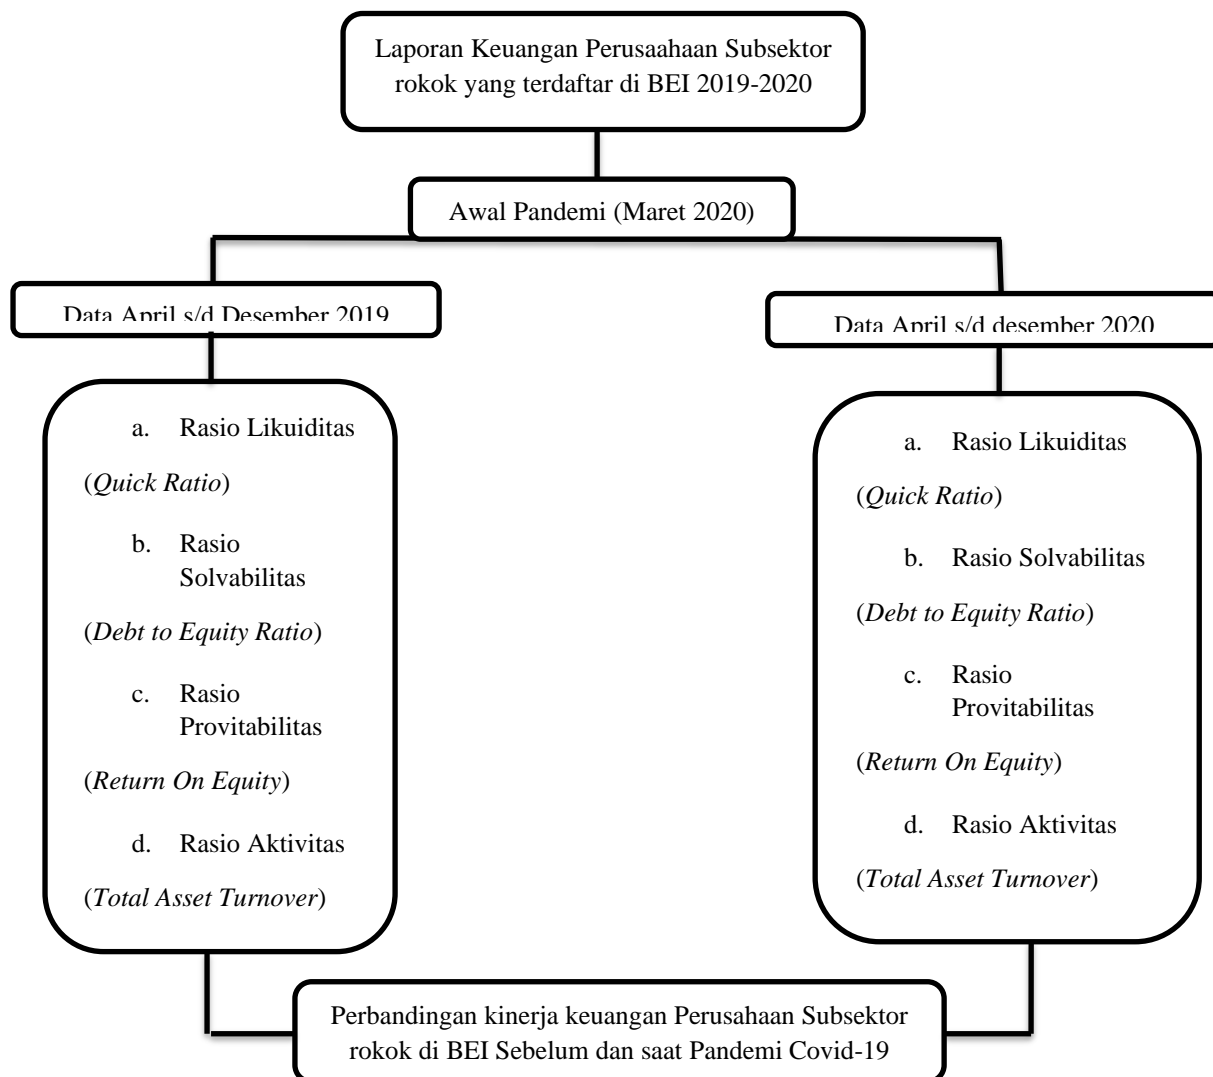 Laporan Keuangan Perusaahaan Subsektor
rokok yang terdaftar di BEI 2019-2020
Awal Pandemi (Maret 2020)
Data April s/d Desember 2019
Data April s/d desember 2020
a. Rasio Likuiditas
(Quick Ratio)
b. Rasio
Solvabilitas
(Debt to Equity Ratio)
c. Rasio
Provitabilitas
(Return On Equity)
d. Rasio Aktivitas
(Total Asset Turnover)
a. Rasio Likuiditas
(Quick Ratio)
b. Rasio Solvabilitas
(Debt to Equity Ratio)
c. Rasio
Provitabilitas
(Return On Equity)
d. Rasio Aktivitas
(Total Asset Turnover)
Perbandingan kinerja keuangan Perusahaan Subsektor
rokok di BEI Sebelum dan saat Pandemi Covid-19